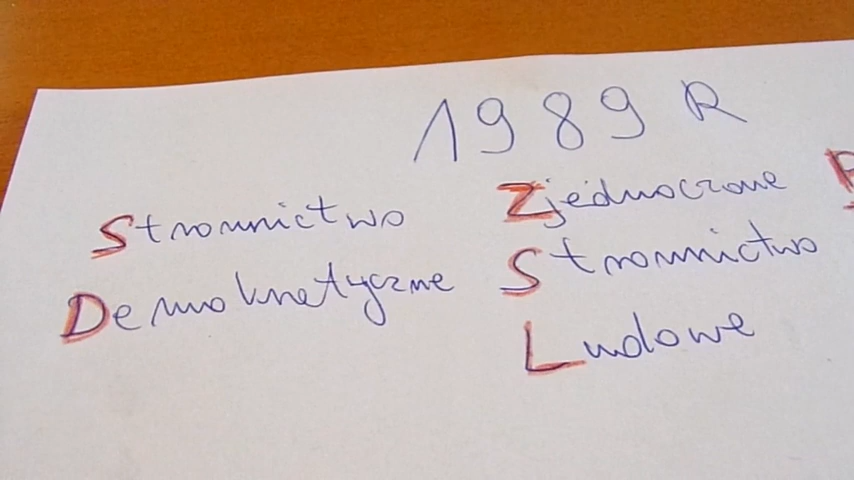 1989 R
Stronnictwo
Demokratyczne
Zjednoczone
Stronnictwo
Ludowe